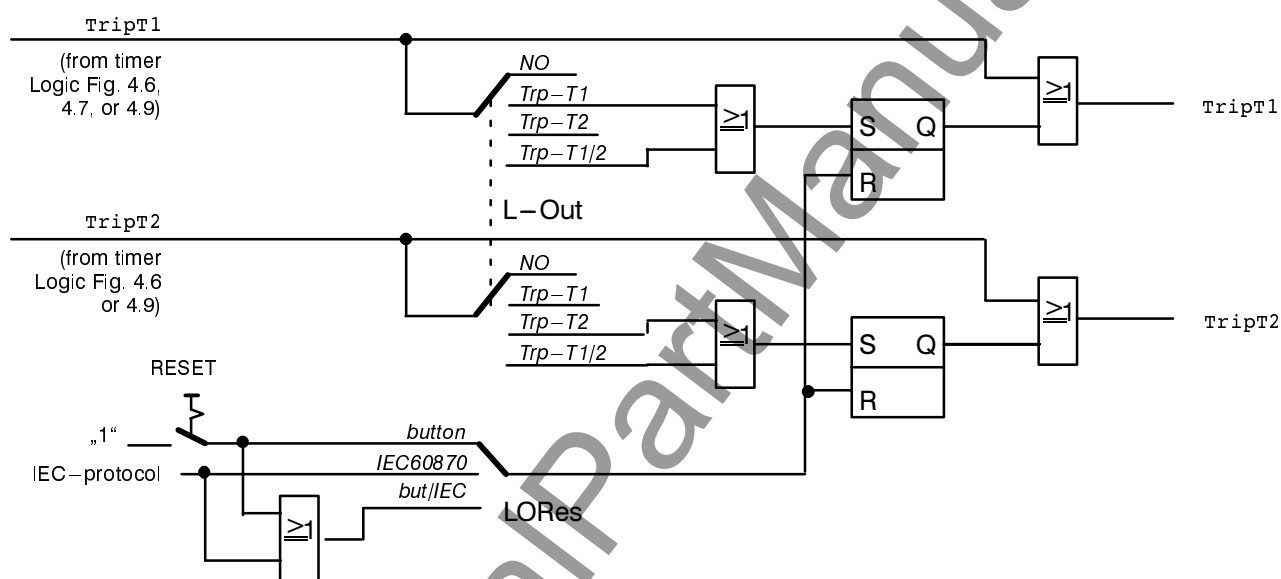 TripT1
(from timer
Logic Fig. 4.6,
4.7, or 4.9)
NO
Trp–T1
Trp–T2
Trp–T1/2
≥1
S Q
R
≥1
TripT1
L–Out
TripT2
(from timer
Logic Fig. 4.6
or 4.9)
NO
Trp–T1
Trp–T2
Trp–T1/2
≥1
S Q
R
≥1
TripT2
RESET
„1“
button
IEC–protocol
IEC60870
but/IEC
≥1
LORes
alPartManu